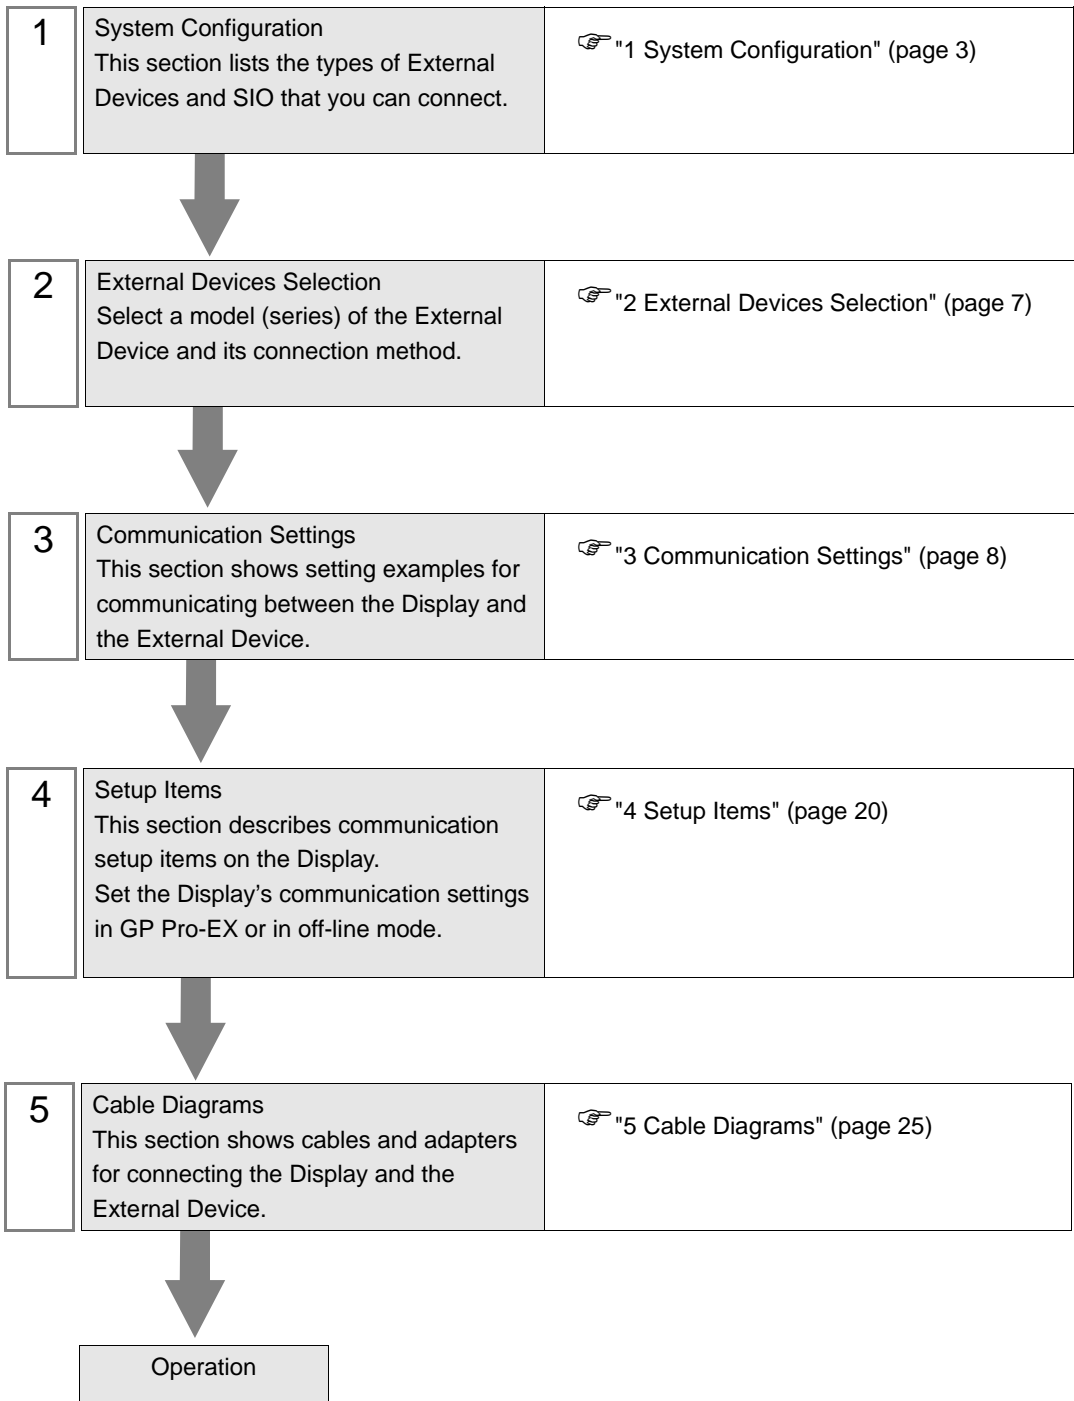 1
System Configuration
This section lists the types of External
Devices and SIO that you can connect.
"1 System Configuration" (page 3)
2
External Devices Selection
Select a model (series) of the External
Device and its connection method.
"2 External Devices Selection" (page 7)
3
Communication Settings
This section shows setting examples for
communicating between the Display and
the External Device.
"3 Communication Settings" (page 8)
4
Setup Items
This section describes communication
setup items on the Display.
Set the Display’s communication settings
in GP Pro-EX or in off-line mode.
"4 Setup Items" (page 20)
5
Cable Diagrams
This section shows cables and adapters
for connecting the Display and the
External Device.
"5 Cable Diagrams" (page 25)
Operation